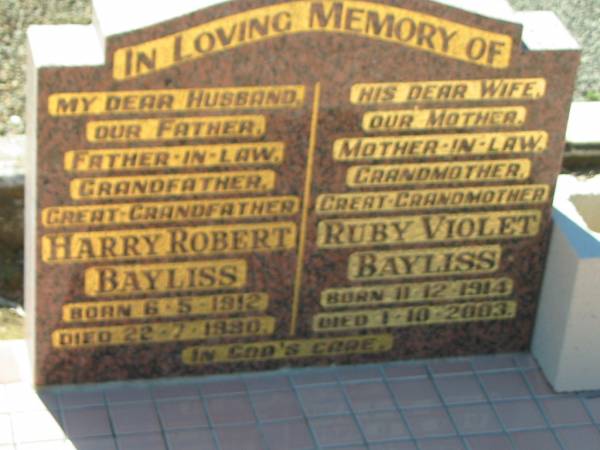 IN LOVING MEMORY OF
MY DEAR HUSBAND,
OUR FATHER,
FATHER-IN-LAW,
GRANDFATHER,
GREAT-GRANDFATHER
HARRY ROBERT
BAYLISS
BORN 6-5-1912
DIED 22-7-1980.
HIS DEAR WIFE,
OUR MOTHER,
MOTHER-IN-LAW,
GRANDMOTHER,
GREAT-GRANDMOTHER
RUBY VIOLET
BAYLISS
BORN 11-12-1914
DIED 1-10-2003.
IN GOD'S CARE.